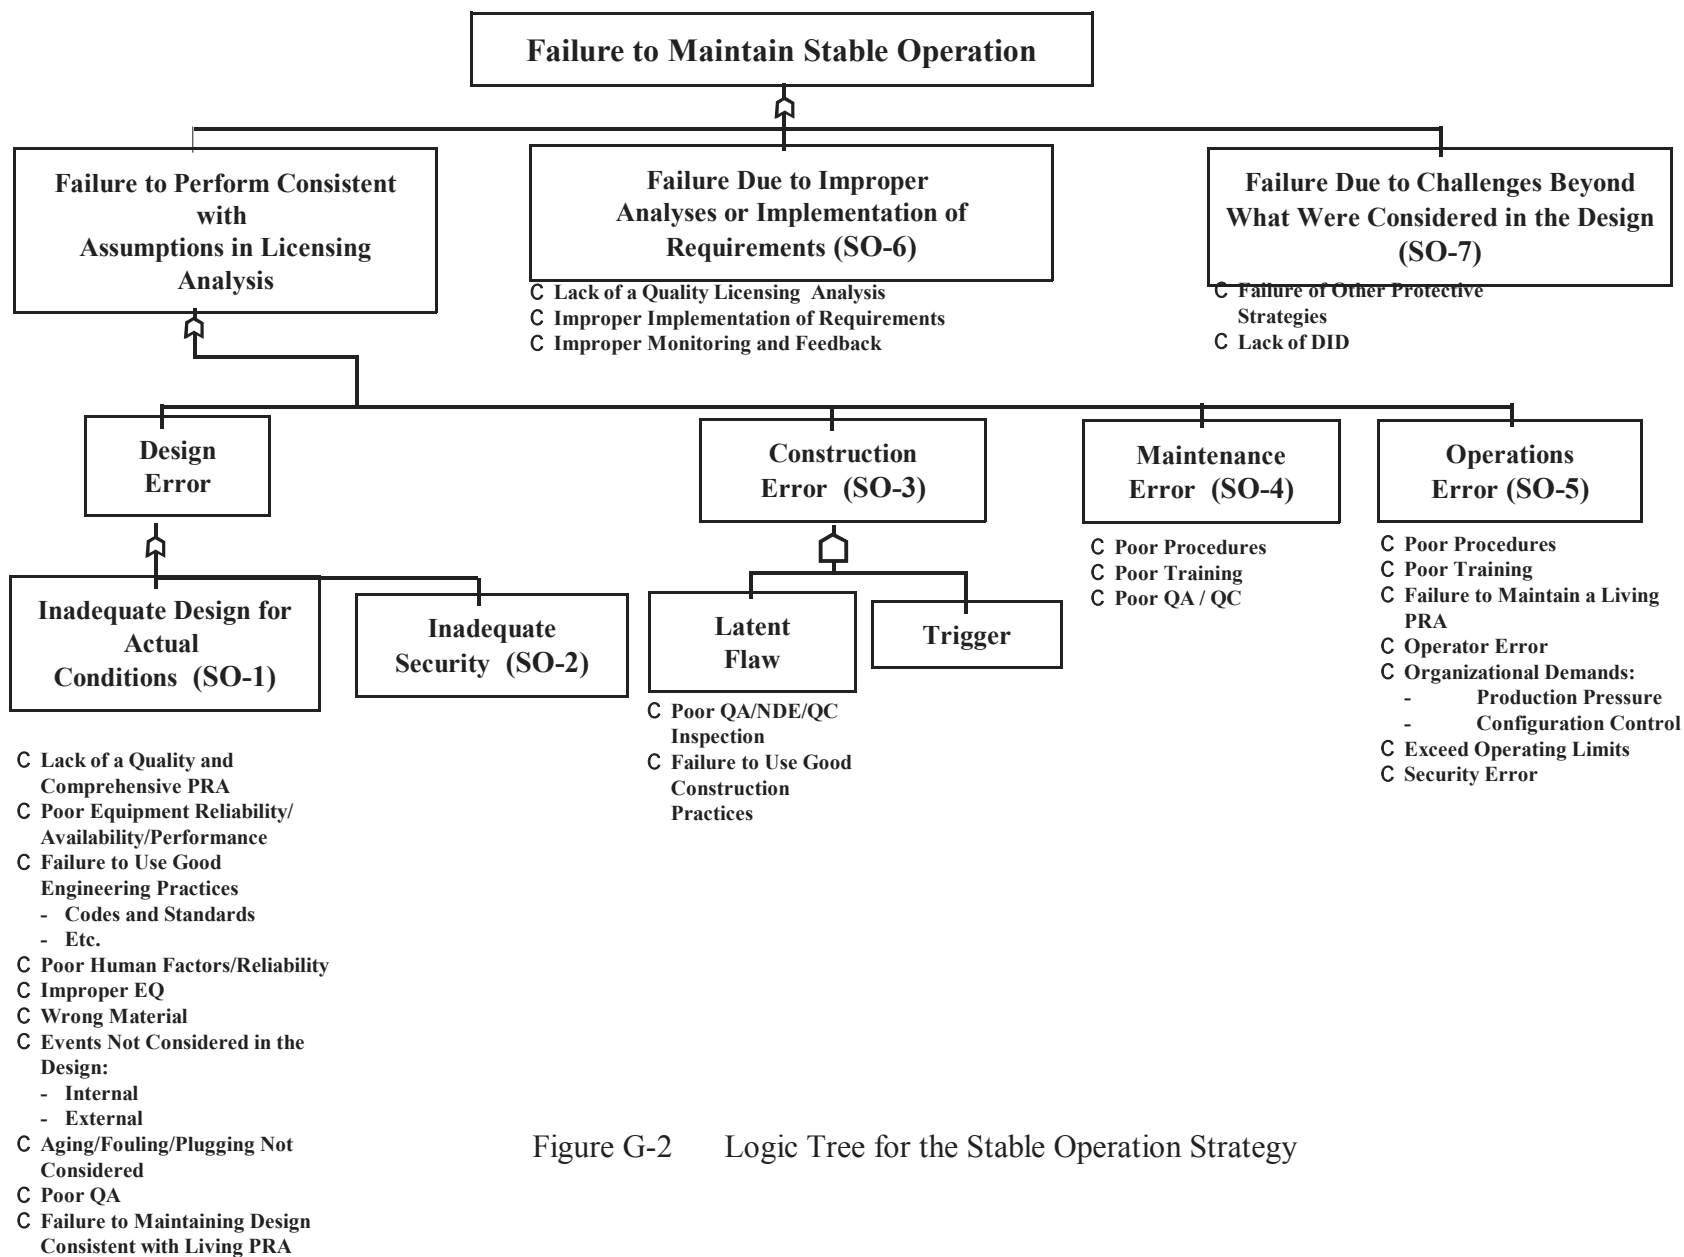 Failure to Maintain Stable Operation
Failure to Perform Consistent
with
Assumptions in Licensing
Analysis
Failure Due to Improper
Analyses or Implementation of
Requirements (SO-6)
C Lack of a Quality Licensing Analysis
C Improper Implementation of Requirements
C Improper Monitoring and Feedback
Failure Due to Challenges Beyond
What Were Considered in the Design
(SO-7)
C Failure of Other Protective
Strategies
C Lack of DID
Design
Error
Construction
Error (SO-3)
Maintenance
Error (SO-4)
Operations
Error (SO-5)
Inadequate Design for
Actual
Conditions (SO-1)
Inadequate
Security (SO-2)
Latent
Flaw
Trigger
C Poor Procedures
C Poor Training
C Poor QA / QC
C Poor Procedures
C Poor Training
C Failure to Maintain a Living
PRA
C Operator Error
C Organizational Demands:
- Production Pressure
- Configuration Control
C Exceed Operating Limits
C Security Error
C Poor QA/NDE/QC
Inspection
C Failure to Use Good
Construction
Practices
C Lack of a Quality and
Comprehensive PRA
C Poor Equipment Reliability/
Availability/Performance
C Failure to Use Good
Engineering Practices
- Codes and Standards
- Etc.
C Poor Human Factors/Reliability
C Improper EQ
C Wrong Material
C Events Not Considered in the
Design:
- Internal
- External
C Aging/Fouling/Plugging Not
Considered
C Poor QA
C Failure to Maintaining Design
Consistent with Living PRA
Figure G-2 Logic Tree for the Stable Operation Strategy